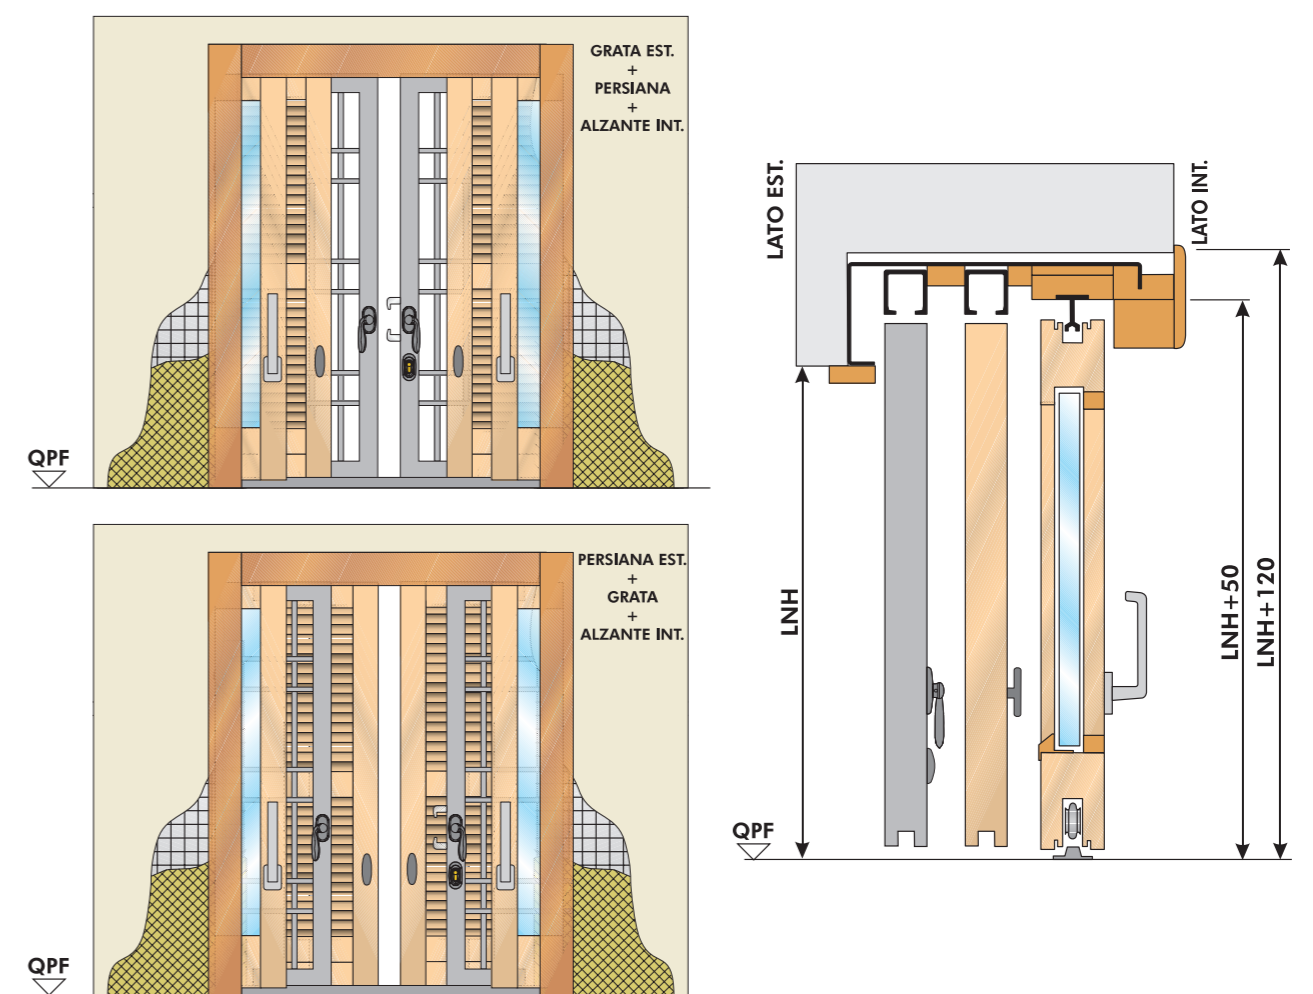 GRATA EST.
+
PERSIANA
+
ALZANTE INT.
QPF
PERSIANA EST.
+
GRATA
+
ALZANTE INT.
QPF
LATO EST.
LATO INT.
LNH
LNH+50
LNH+120
QPF